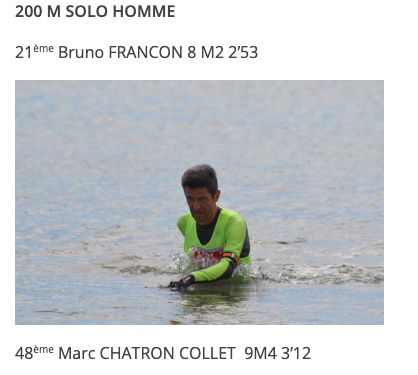 200 M SOLO HOMME
21ème Bruno FRANCON 8 M2 2’53
48ème Marc CHATRON COLLET 9M4 3’12